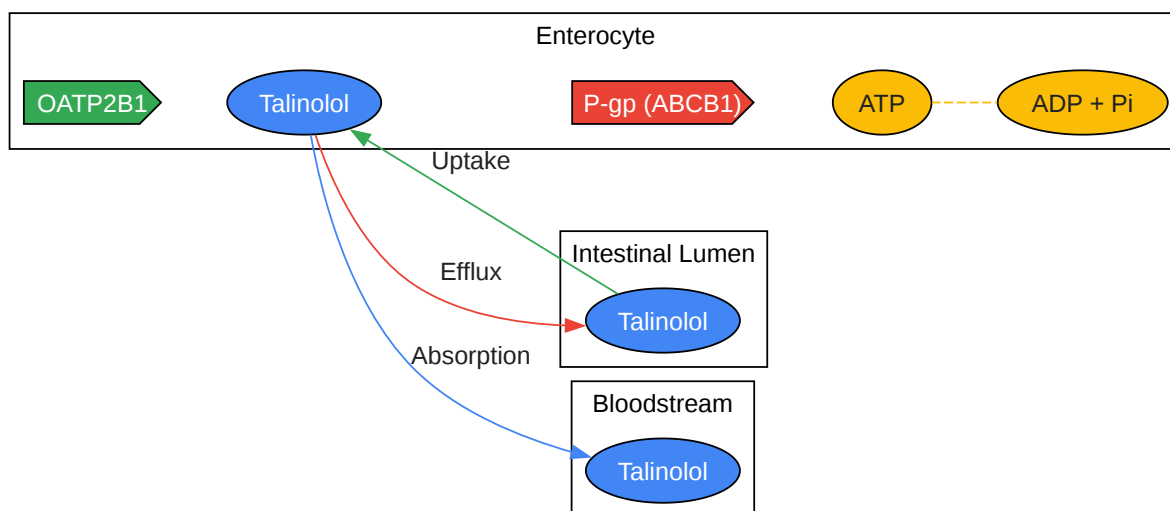 Enterocyte
OATP2B1
Talinolol
P-gp (ABCB1)
ATP
ADP + Pi
Uptake
Intestinal Lumen
Efflux
Talinolol
Absorption
Bloodstream
Talinolol